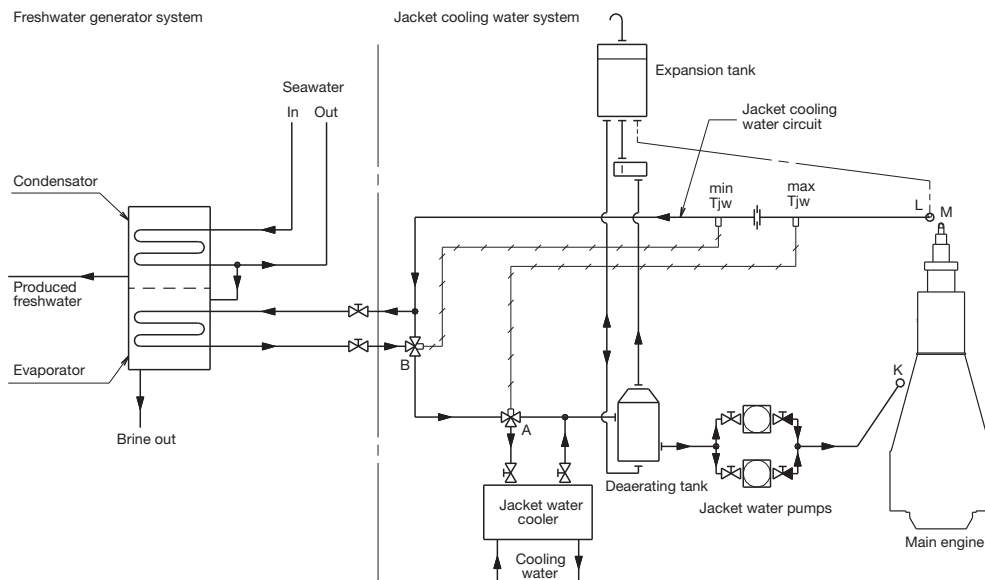 Freshwater generator system
Jacket cooling water system
Expansion tank
Seawater
In Out
Jacket cooling
water circuit
Condensator
min
Tjw
max
Tjw
L M
Produced
freshwater
B
Evaporator
K
A
Brine out
Deaerating tank
Jacket water
cooler
Jacket water pumps
Main engine
Cooling
water